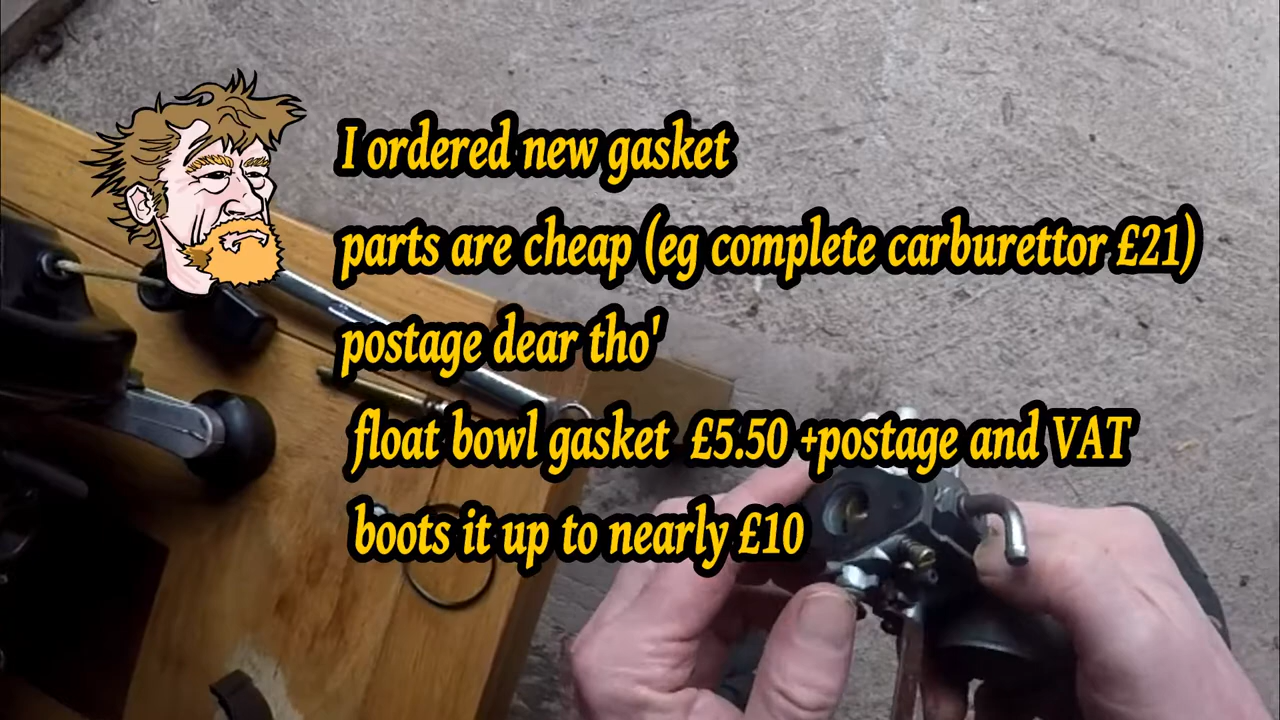 I ordered new gasket
parts are cheap (eg complete carburettor £21)
postage dear tho'
float bowl gasket £5.50 +postage and VAT
boots it up to nearly £10